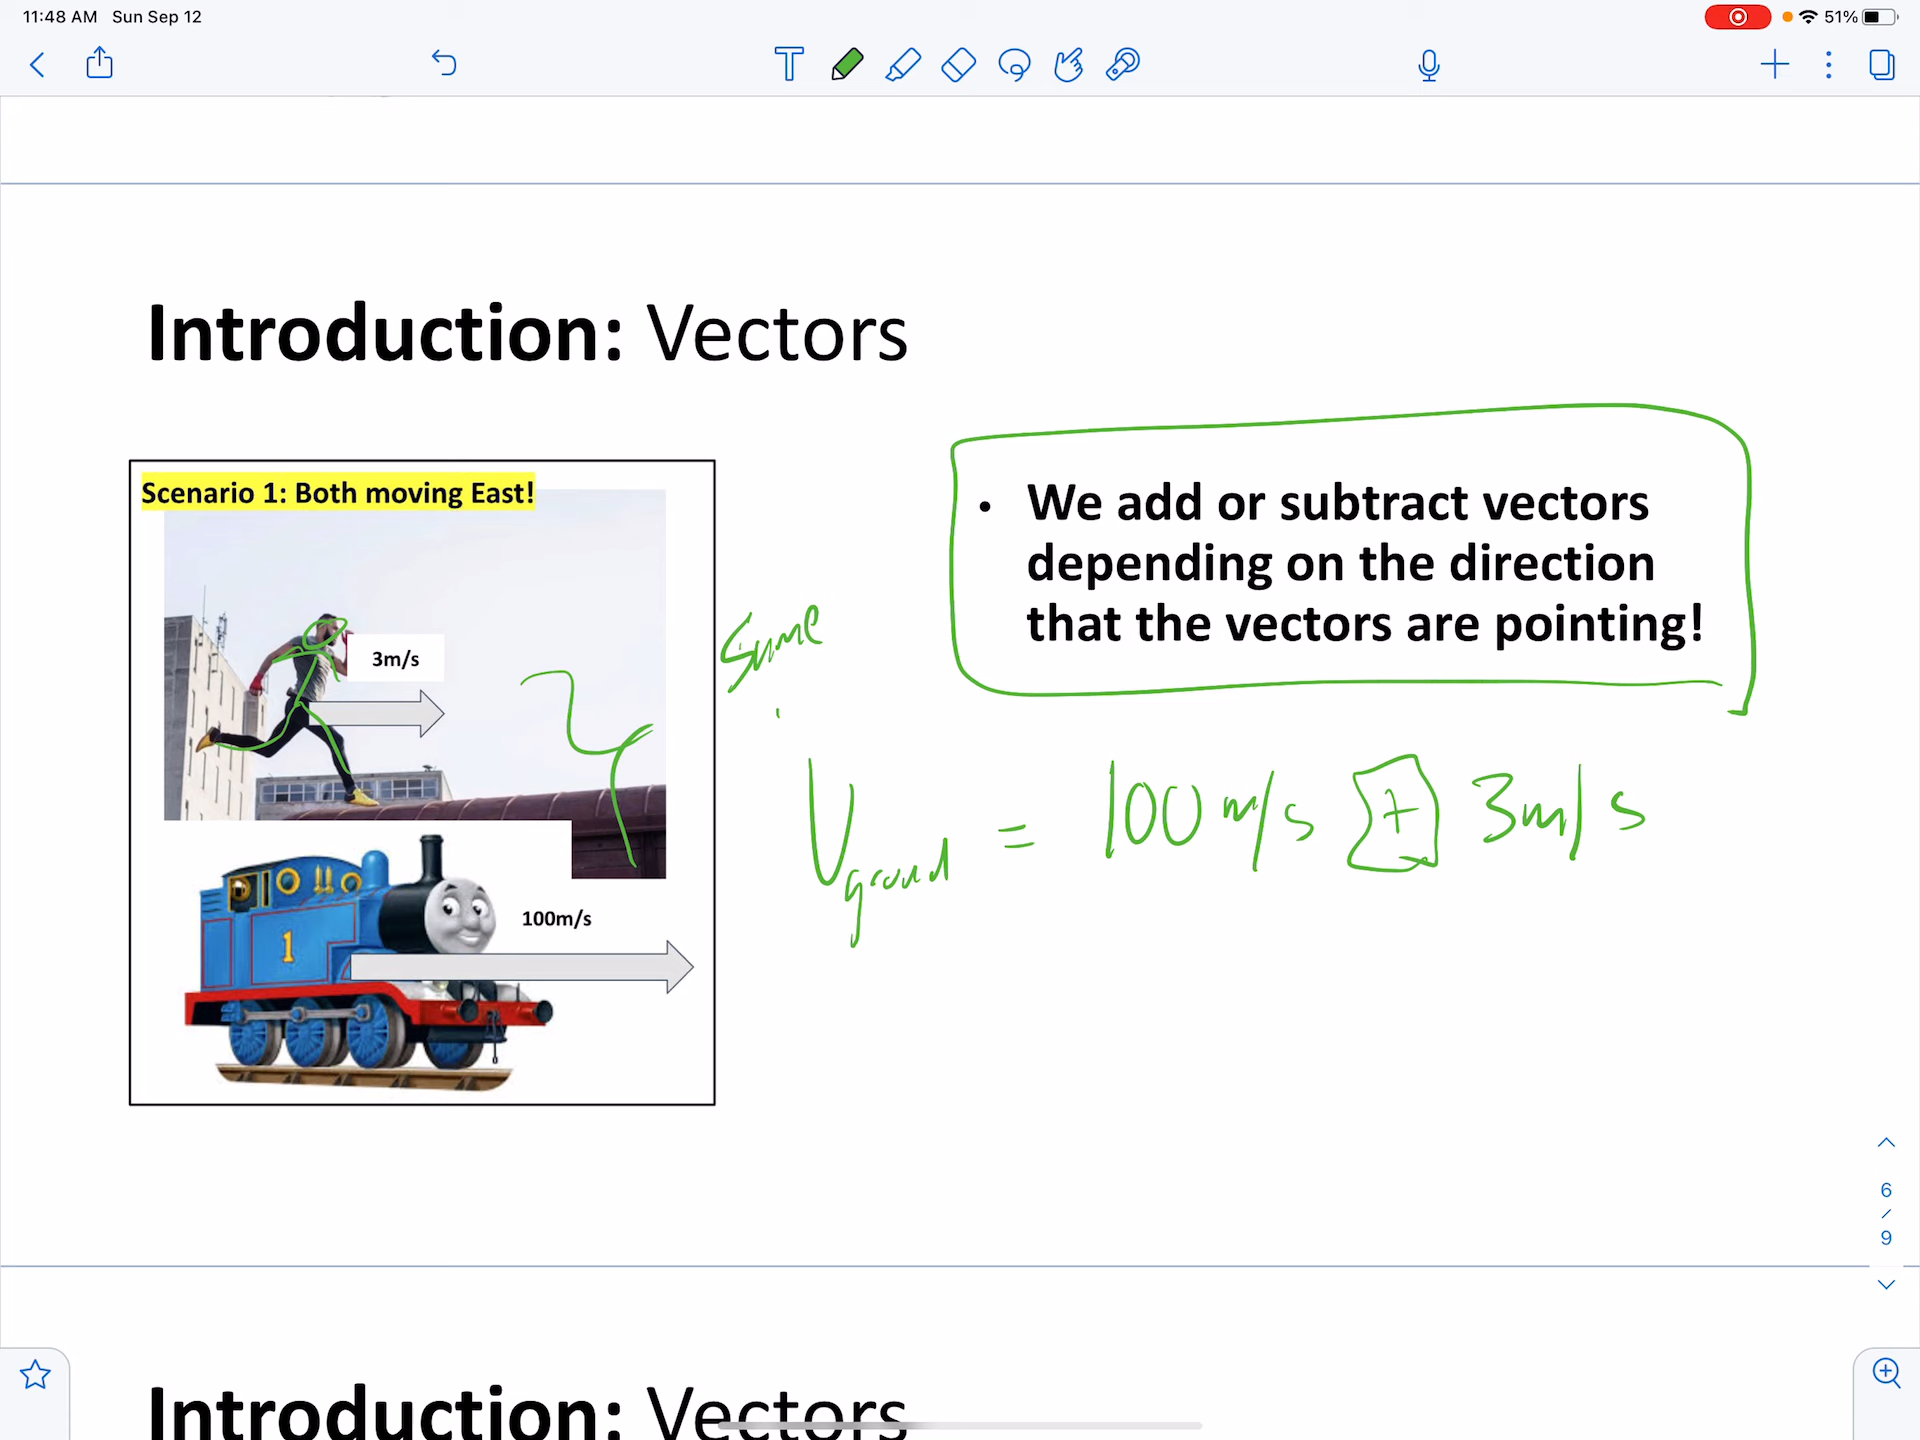 11:48 AM Sun Sep 12
51%
Introduction: Vectors
Scenario 1: Both moving East!
3m/s
100m/s
1
• We add or subtract vectors
depending on the direction
that the vectors are pointing!
same
Vground = 100 m/s + 3m/s
6
/
9
Introduction: Vectors